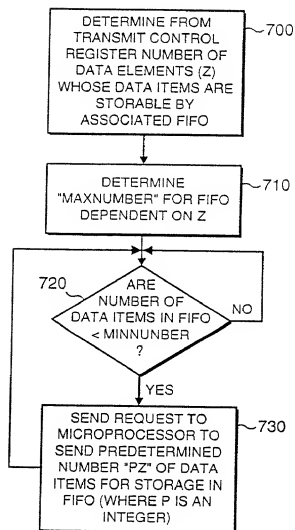 DETERMINE FROM
TRANSMIT CONTROL
REGISTER NUMBER OF
DATA ELEMENTS (Z)
WHOSE DATA ITEMS ARE
STORABLE BY
ASSOCIATED FIFO
700
DETERMINE
"MAXNUMBER" FOR FIFO
DEPENDENT ON Z
710
720
ARE
NUMBER OF
DATA ITEMS IN FIFO
< MINNUNBER
?
NO
YES
SEND REQUEST TO
MICROPROCESSOR TO
SEND PREDETERMINED
NUMBER "PZ" OF DATA
ITEMS FOR STORAGE IN
FIFO (WHERE P IS AN
INTEGER)
730